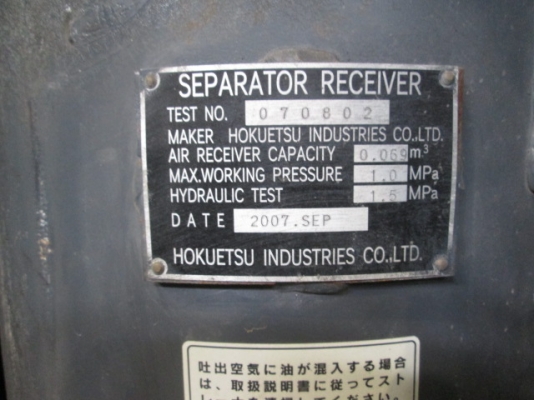 SEPARATOR RECEIVER
TEST NO. 070802
MAKER HOKUETSU INDUSTRIES CO.,LTD.
AIR RECEIVER CAPACITY 0.069m³
MAX.WORKING PRESSURE 1.0 MPa
HYDRAULIC TEST 1.5 MPa
DATE 2007.SEP
HOKUETSU INDUSTRIES CO.,LTD.
吐出空気に油が混入する場合
は、取扱説明書に従ってスト